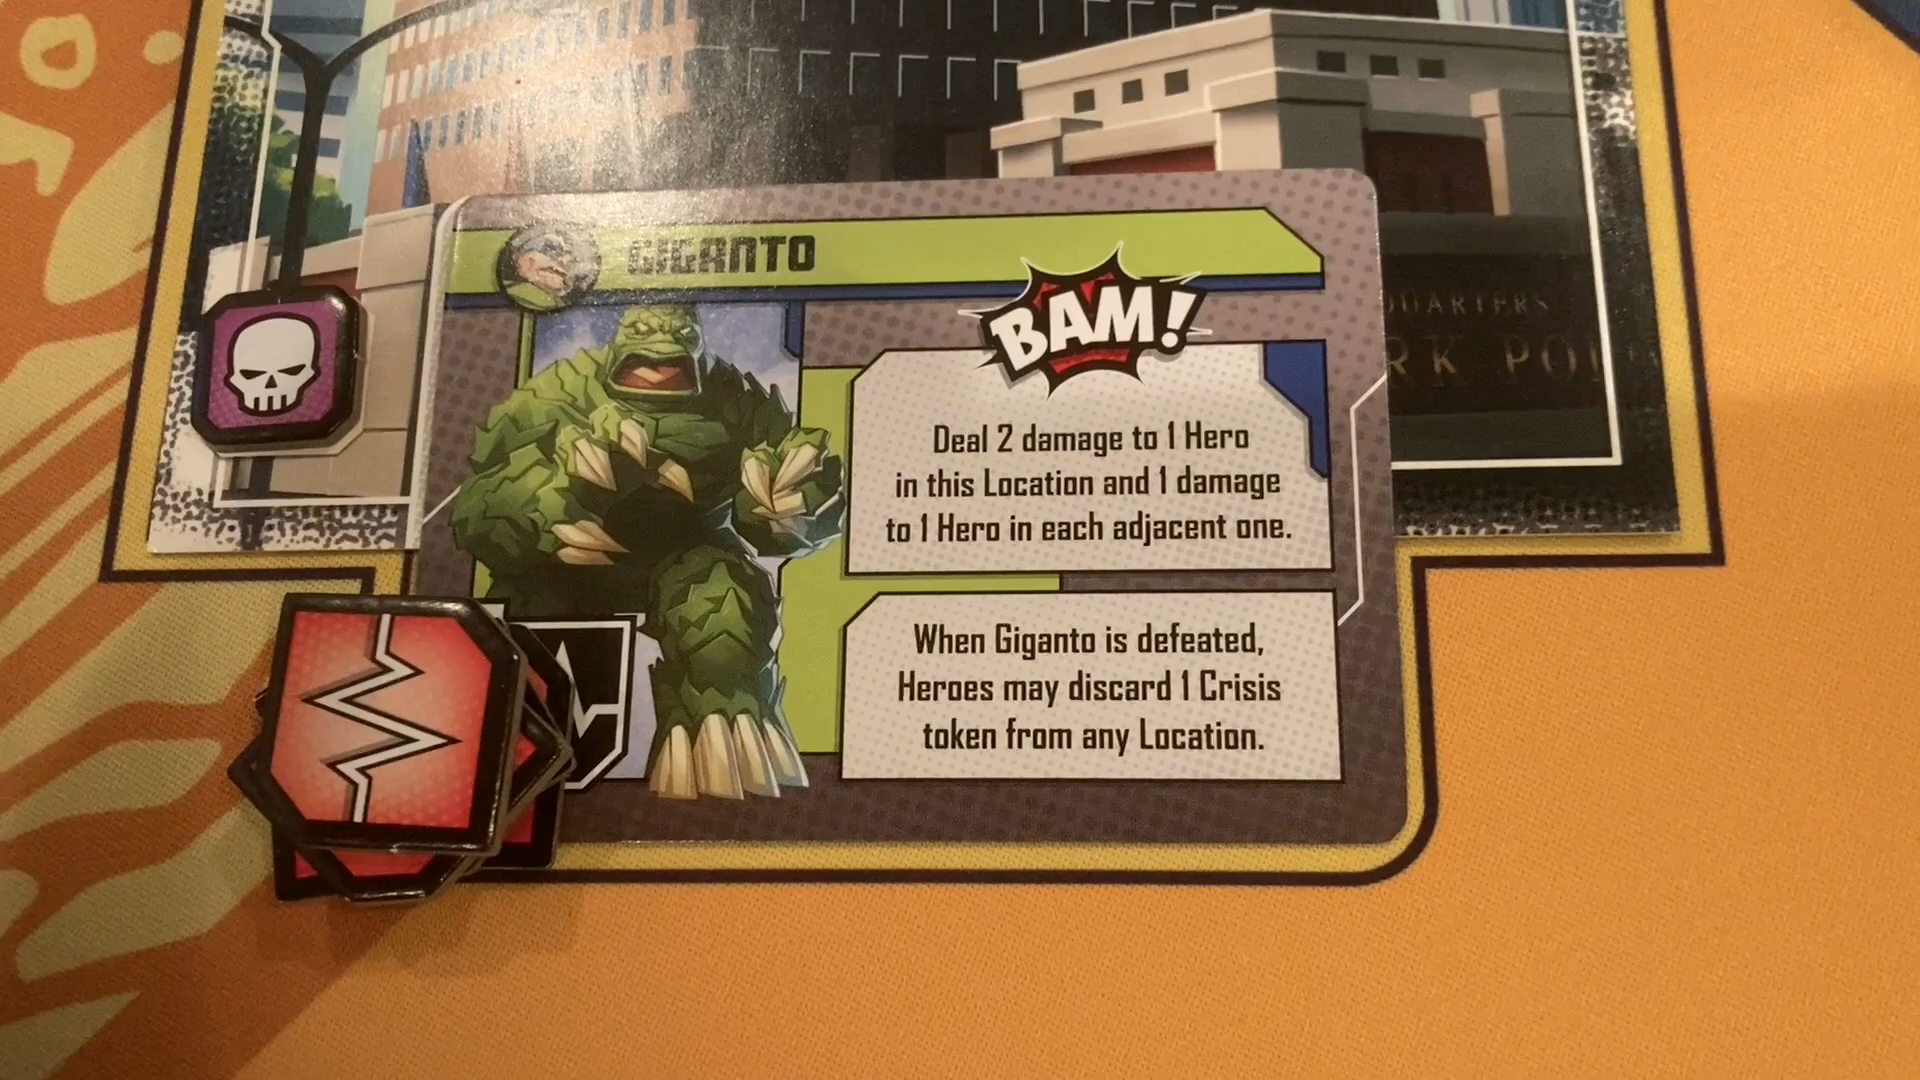 GIGANTO
BAM!
Deal 2 damage to 1 Hero
in this Location and 1 damage
to 1 Hero in each adjacent one.
When Giganto is defeated,
Heroes may discard 1 Crisis
token from any Location.